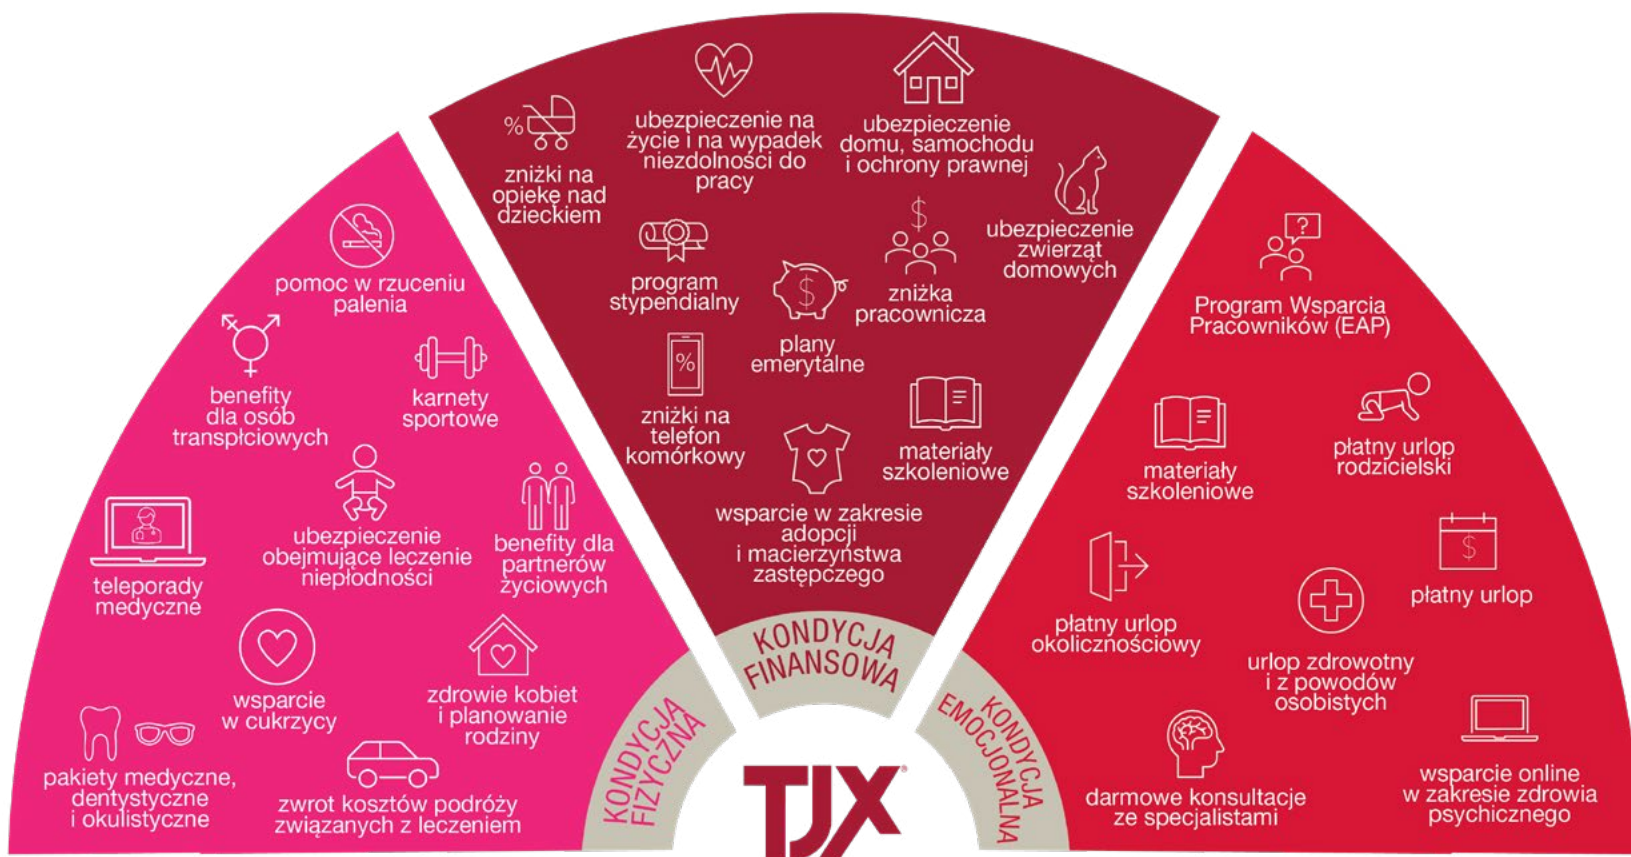 pomoc w rzuceniu
palenia
benefity
dla osób
transpłciowych
karnety
sportowe
teleporady
medyczne
ubezpieczenie
obejmujące leczenie
niepłodności
benefity dla
partnerów
życiowych
wsparcie
w cukrzycy
zdrowie kobiet
i planowanie
rodziny
pakiety medyczne,
dentystyczne
i okulistyczne
zwrot kosztów podróży
związanych z leczeniem
KONDYCJA
FIZYCZNA
%
zniżki na
opiekę nad
dzieckiem
ubezpieczenie na
życie i na wypadek
niezdolności do
pracy
ubezpieczenie
domu, samochodu
i ochrony prawnej
ubezpieczenie
zwierząt
domowych
program
stypendialny
$
plany
emerytalne
$
zniżka
pracownicza
%
zniżki na
telefon
komórkowy
materiały
szkoleniowe
wsparcie w zakresie
adopcji
i macierzyństwa
zastępczego
KONDYCJA
FINANSOWA
?
Program Wsparcia
Pracowników (EAP)
materiały
szkoleniowe
płatny urlop
rodzicielski
płatny urlop
okolicznościowy
$
płatny urlop
urlop zdrowotny
i z powodów
osobistych
darmowe konsultacje
ze specjalistami
wsparcie online
w zakresie zdrowia
psychicznego
KONDYCJA
EMOCJONALNA
TJX®